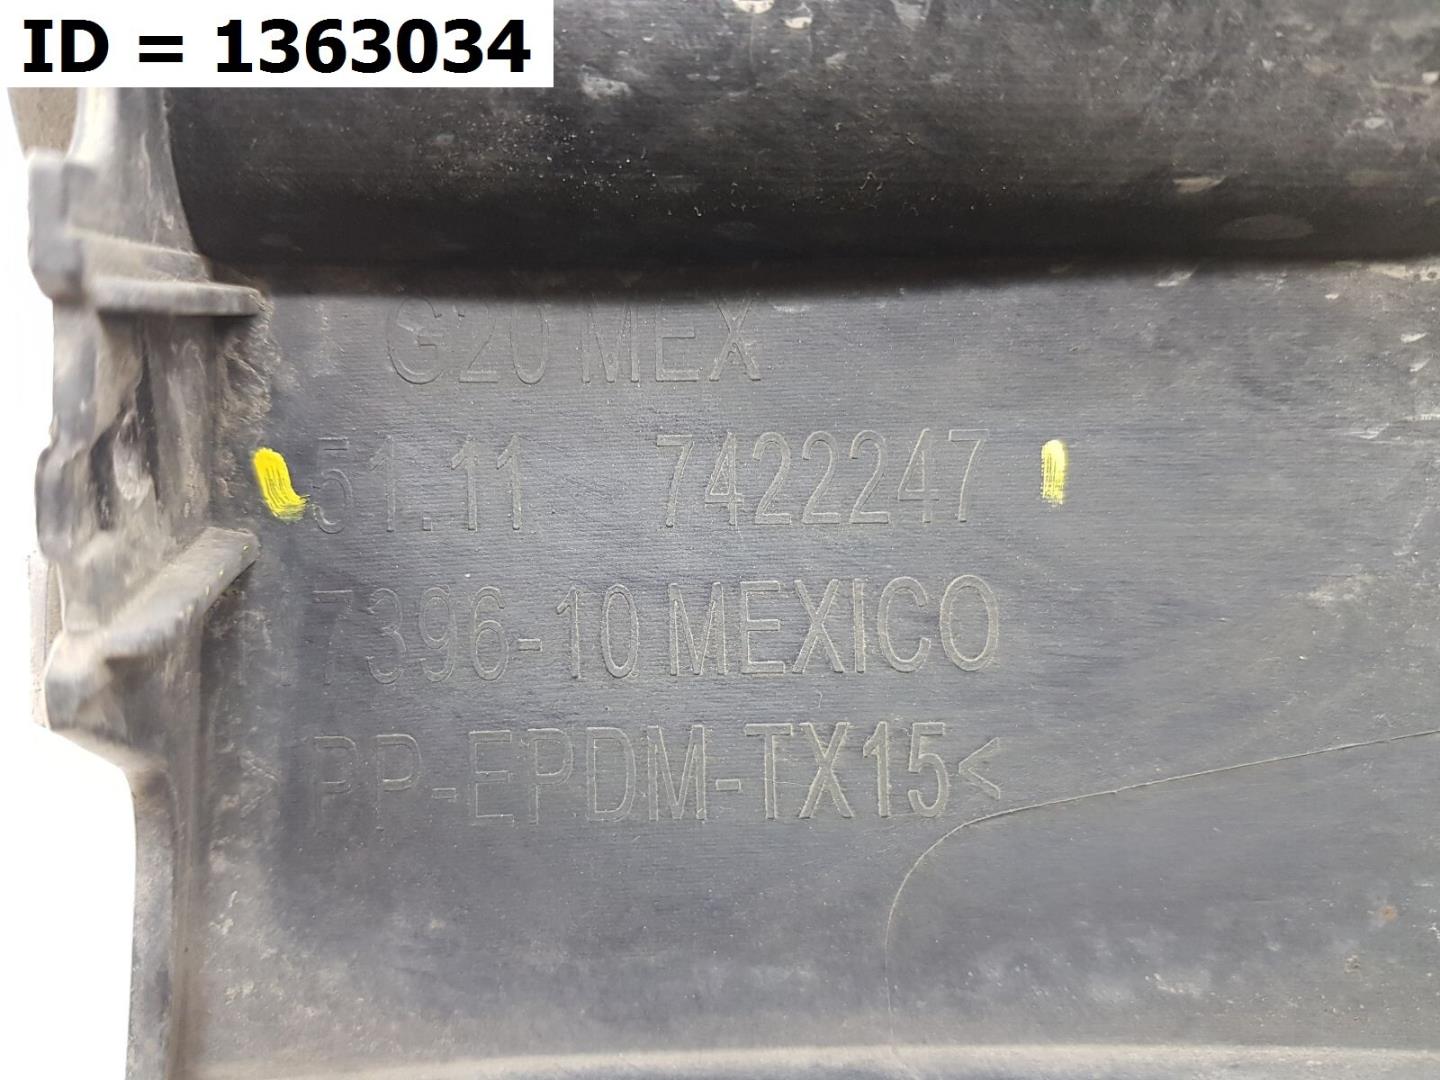 ID = 1363034
G20 MEX
51.11 7422247
7396-10 MEXICO
PP-EPDM-TX15<